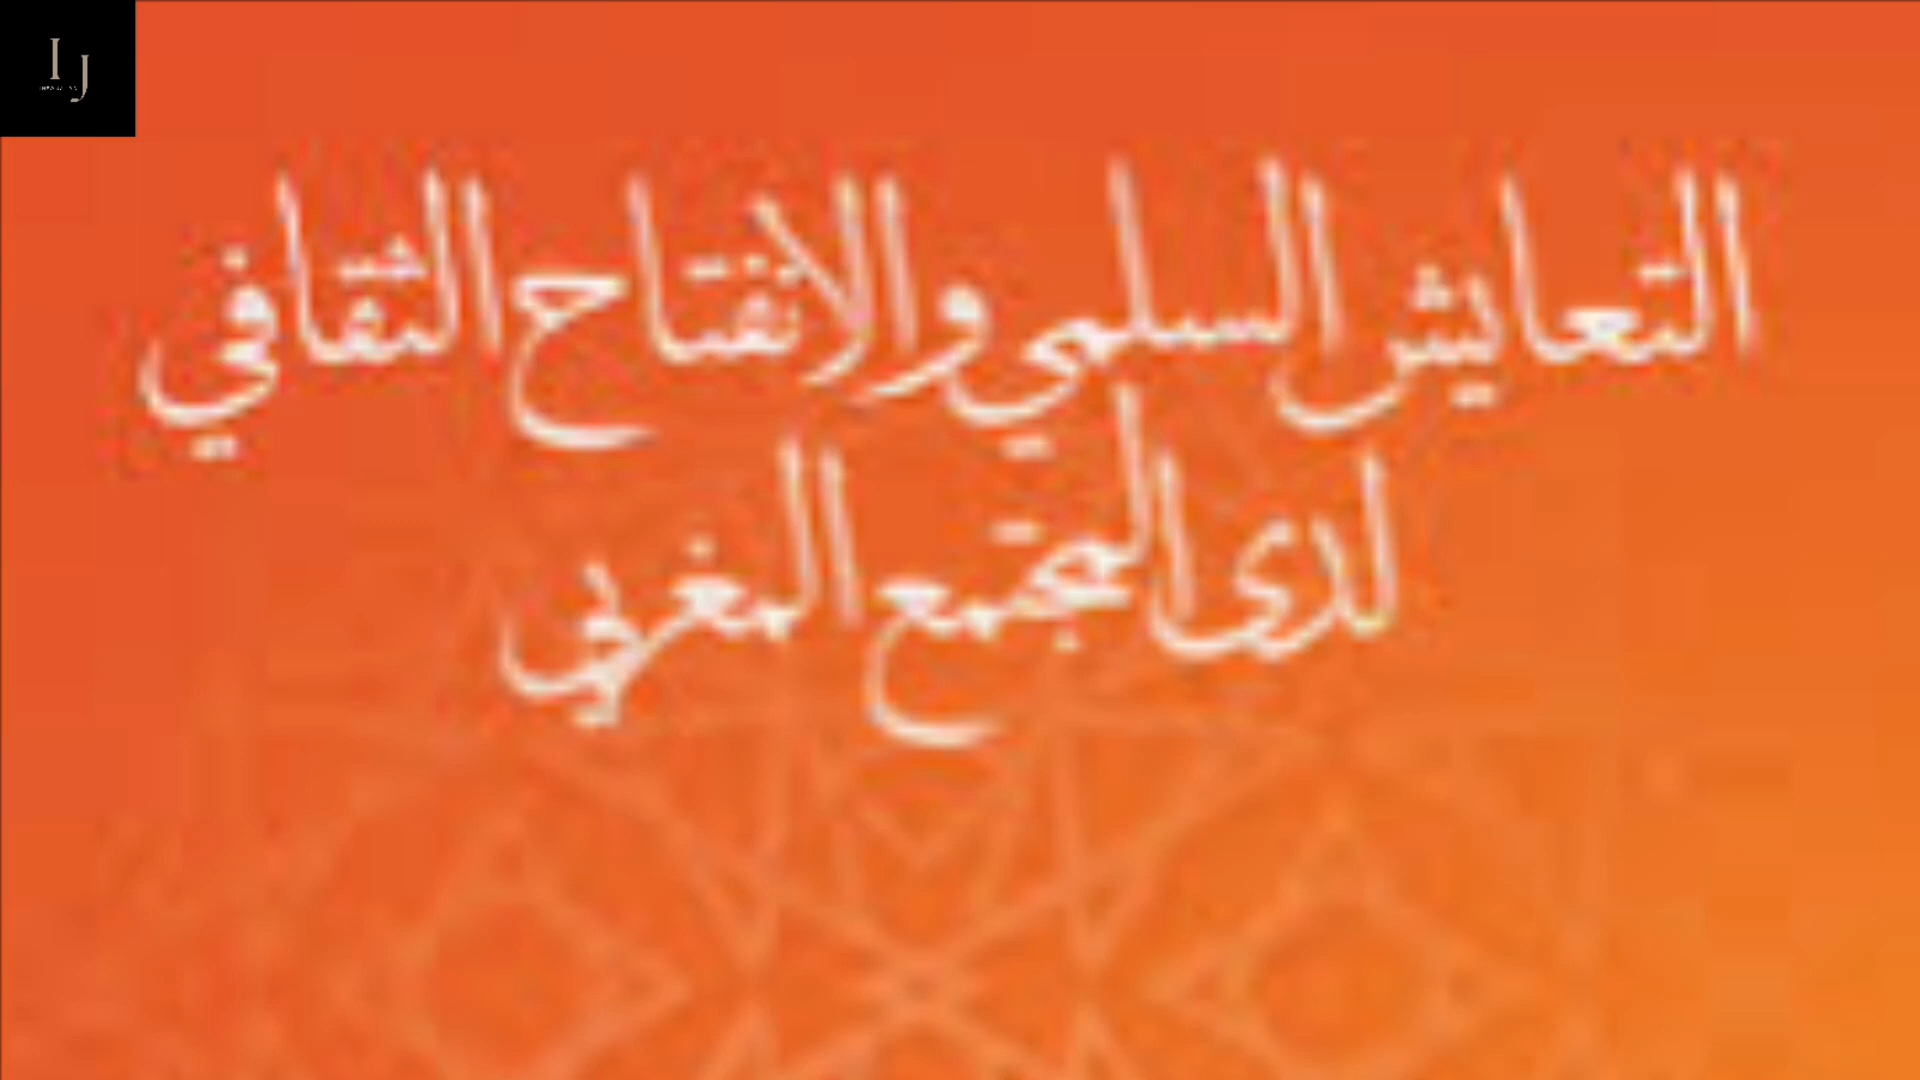 I J
التعايش السلمي والانفتاح الثقافي
لدى المجتمع المغربي